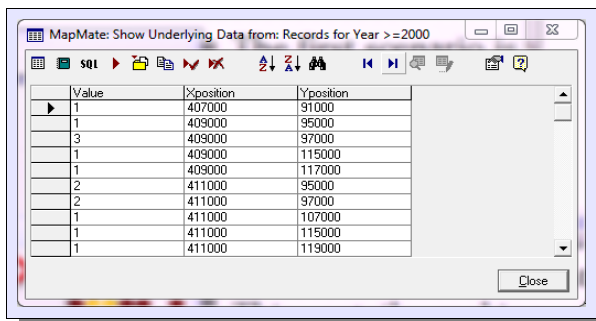 MapMate: Show Underlying Data from: Records for Year >=2000
SQL
Value Xposition Yposition
1 407000 91000
1 409000 95000
3 409000 97000
1 409000 115000
1 409000 117000
2 411000 95000
2 411000 97000
1 411000 107000
1 411000 115000
1 411000 119000
Close